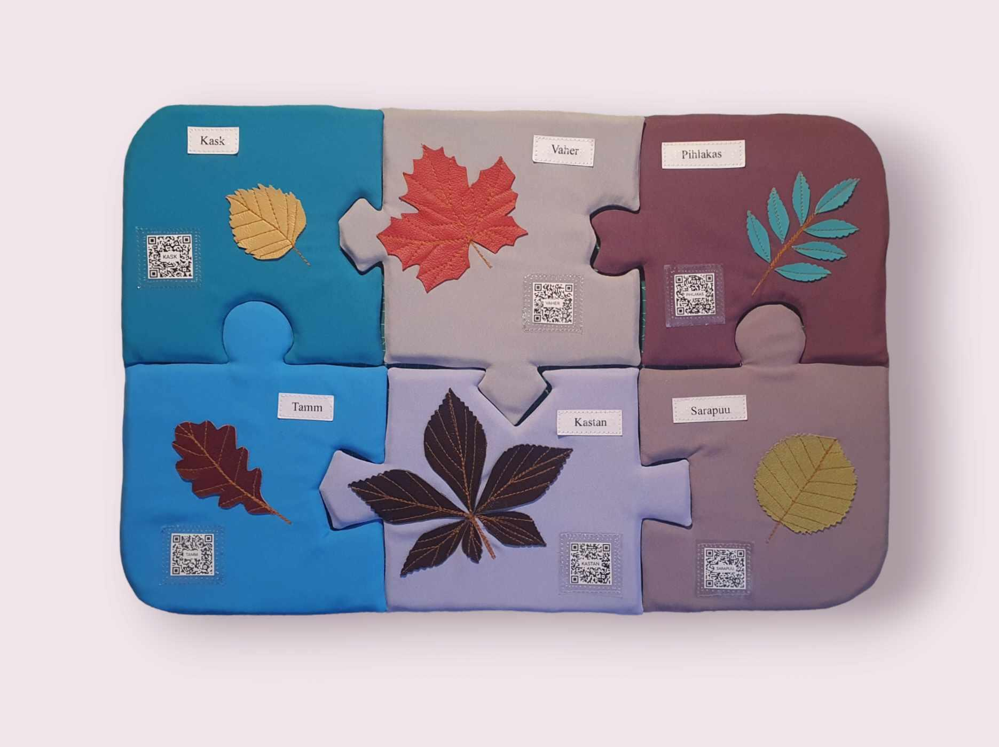 Kask
Vaher
Pihlakas
KASK
VAHER
PIHLAKAS
Tamm
Kastan
Sarapuu
TAMM
KASTAN
SARAPUU